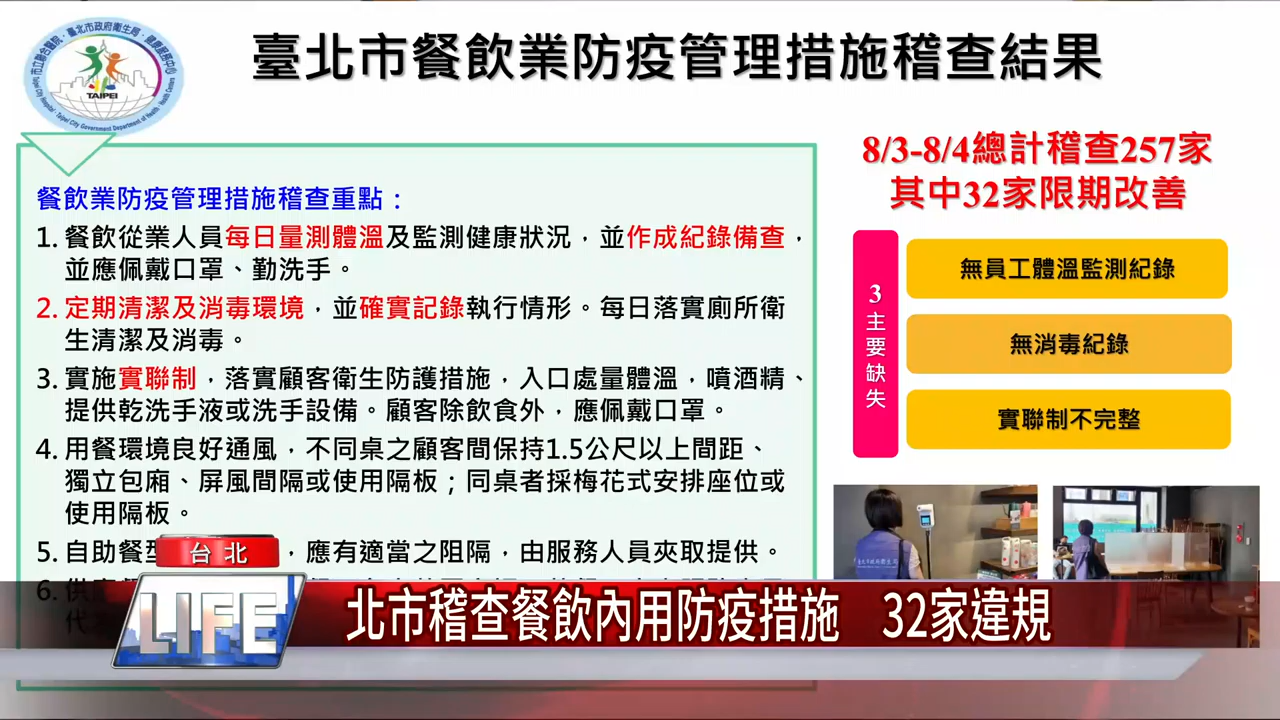 臺北市餐飲業防疫管理措施稽查結果
臺北市政府衛生局
TAIPEI
餐飲業防疫管理措施稽查重點：
1. 餐飲從業人員每日量測體溫及監測健康狀況，並作成紀錄備查，
並應佩戴口罩、勤洗手。
2. 定期清潔及消毒環境，並確實記錄執行情形。每日落實廁所衛
生清潔及消毒。
3. 實施實聯制，落實顧客衛生防護措施，入口處量體溫，噴酒精、
提供乾洗手液或洗手設備。顧客除飲食外，應佩戴口罩。
4. 用餐環境良好通風，不同桌之顧客間保持1.5公尺以上間距、
獨立包廂、屏風間隔或使用隔板；同桌者採梅花式安排座位或
使用隔板。
5. 自助餐型 ，應有適當之阻隔，由服務人員夾取提供。
6.
8/3-8/4總計稽查257家
其中32家限期改善
3主要缺失
無員工體溫監測紀錄
無消毒紀錄
實聯制不完整
台北
LIFE
北市稽查餐飲內用防疫措施 32家違規